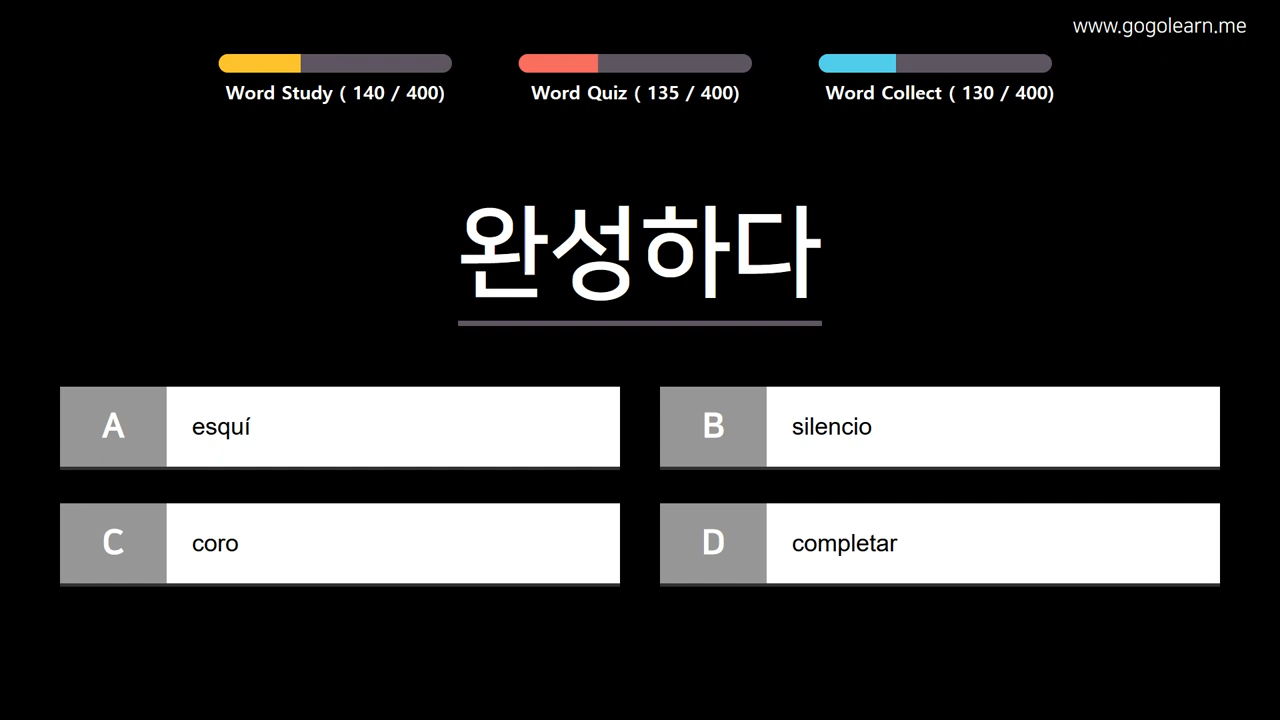 www.gogolearn.me
Word Study ( 140 / 400)
Word Quiz ( 135 / 400)
Word Collect ( 130 / 400)
완성하다
A esquí
B silencio
C coro
D completar